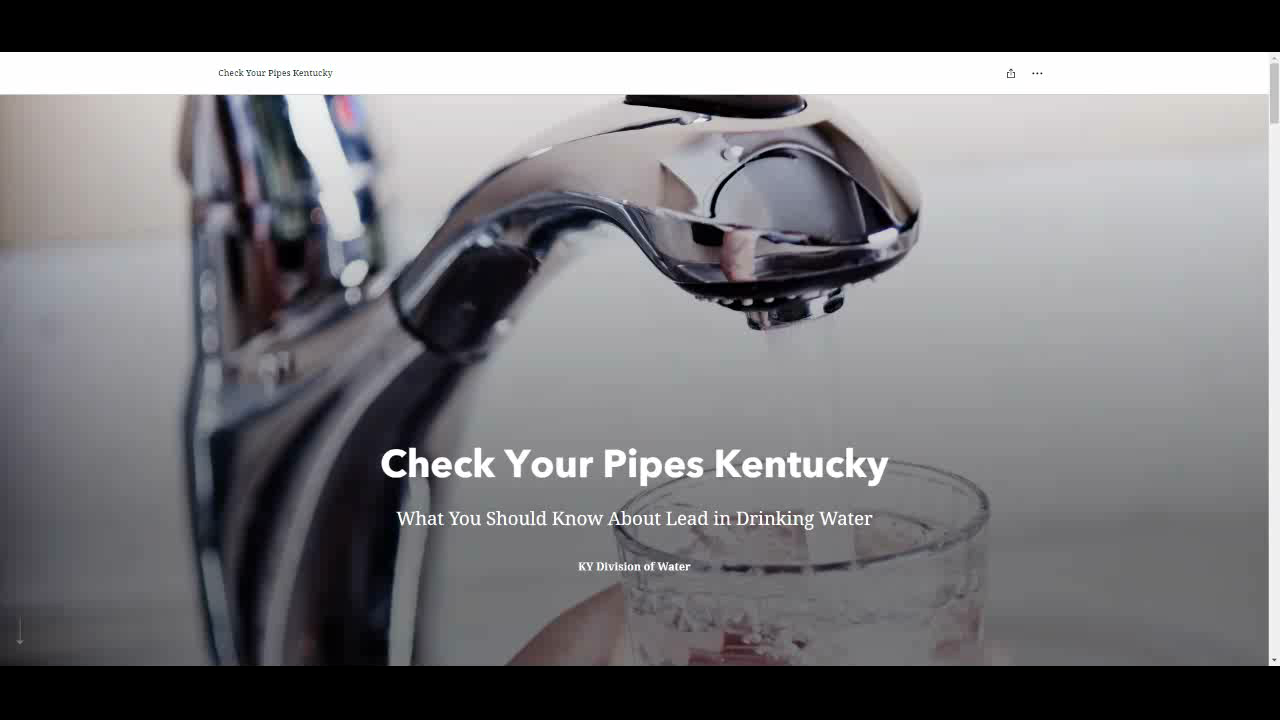 Check Your Pipes Kentucky
Check Your Pipes Kentucky
What You Should Know About Lead in Drinking Water
KY Division of Water